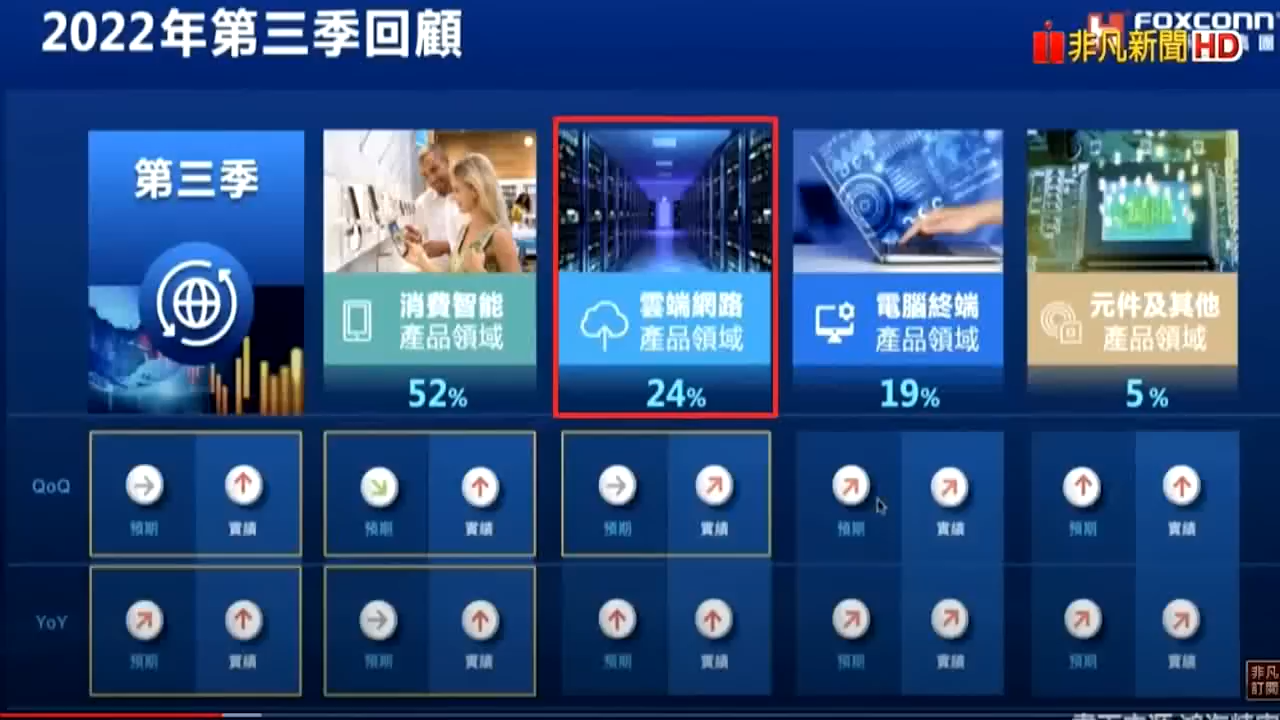 2022年第三季回顧
FOXCONN
非凡新聞HD
集團
第三季
消費智能
產品領域
52%
雲端網路
產品領域
24%
電腦終端
產品領域
19%
元件及其他
產品領域
5%
QoQ
預期 實績 預期 實績 預期 實績 預期 實績 預期 實績
YoY
預期 實績 預期 實績 預期 實績 預期 實績 預期 實績
非凡
訂閱